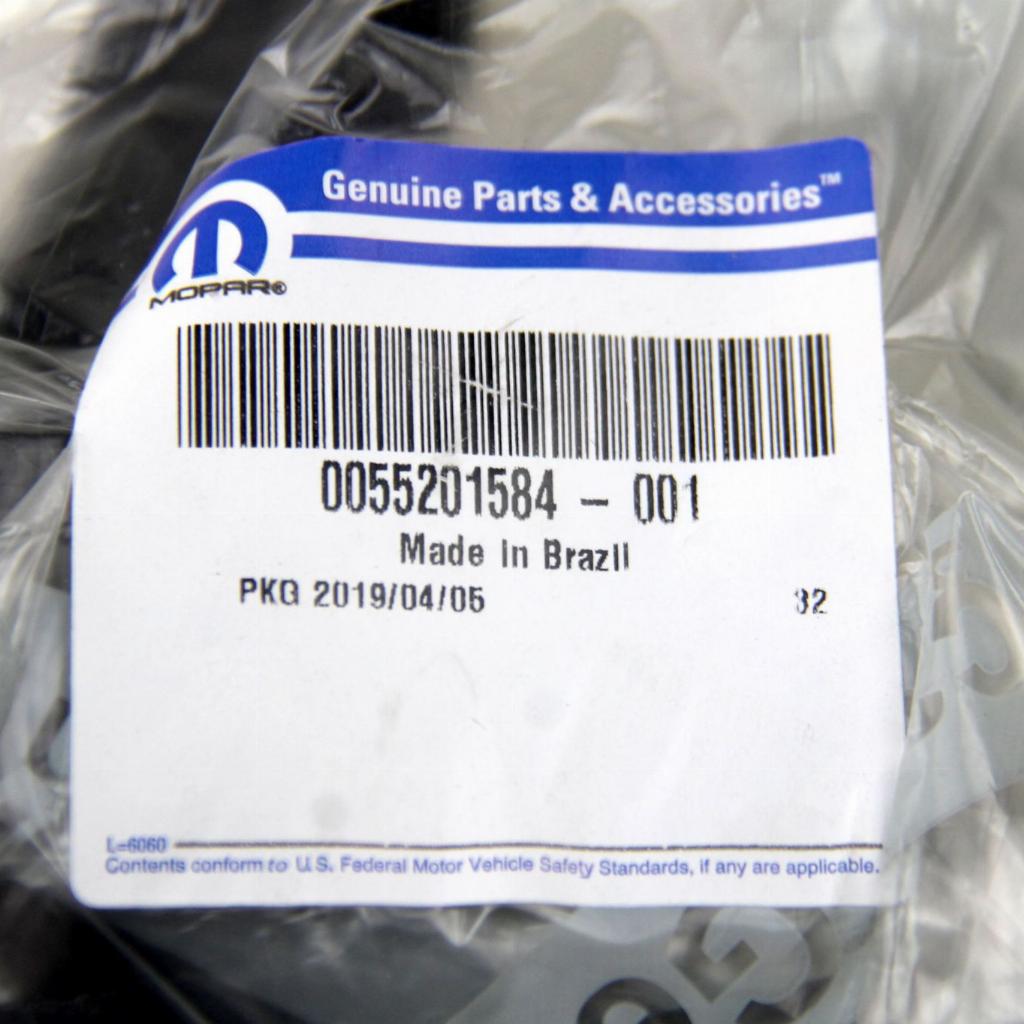 Genuine Parts & Accessories™
MOPAR®
0055201584 - 001
Made In Brazil
PKG 2019/04/05 32
L-6060
Contents conform to U.S. Federal Motor Vehicle Safety Standards, if any are applicable.